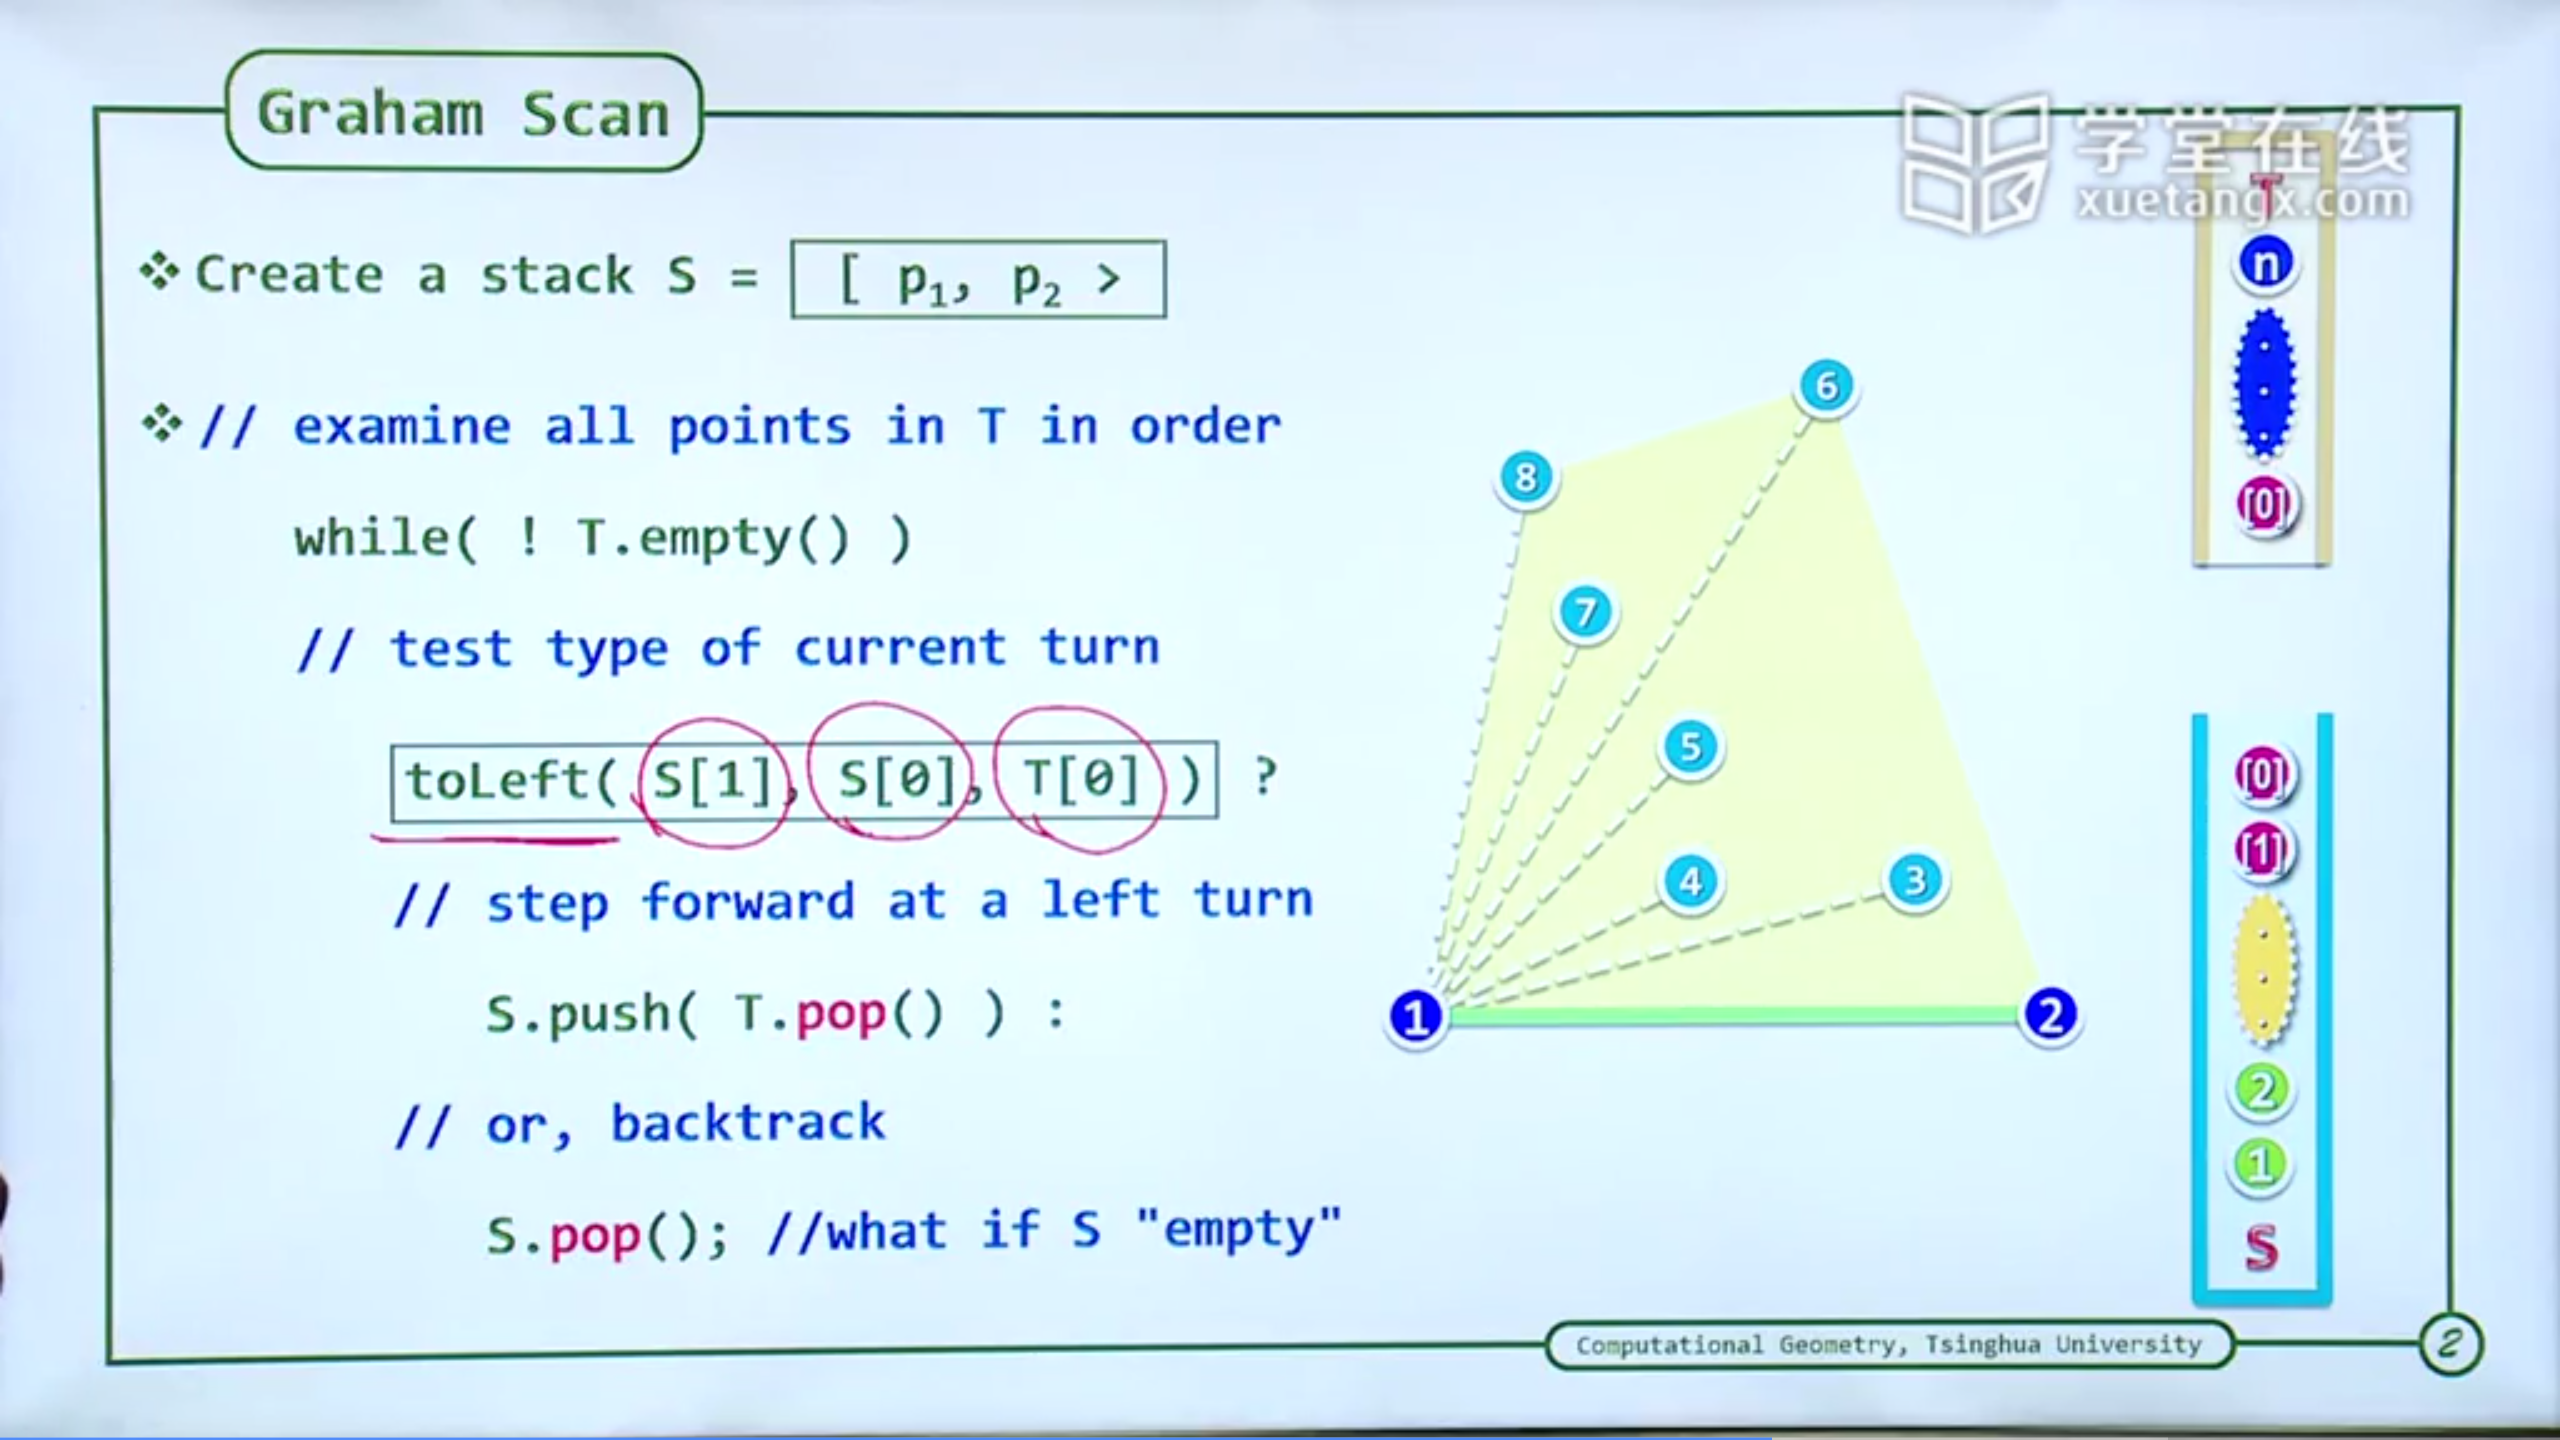 Graham Scan
学堂在线
xuetangx.com
❖ Create a stack S = [ p₁, p₂ >
❖ // examine all points in T in order
while( ! T.empty() )
// test type of current turn
toLeft( S[1], S[0], T[0] ) ?
// step forward at a left turn
S.push( T.pop() ) :
// or, backtrack
S.pop(); //what if S "empty"
6
8
7
5
4
3
1
2
T
n
[0]
[0]
[1]
2
1
S
Computational Geometry, Tsinghua University
2